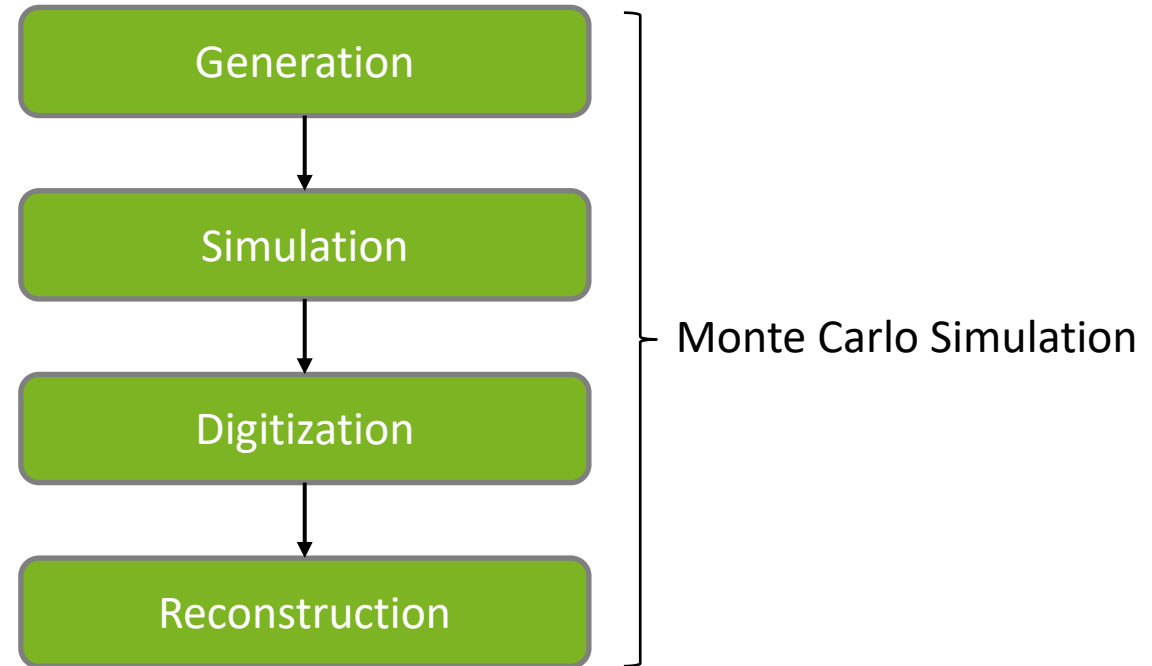 Generation
Simulation
Monte Carlo Simulation
Digitization
Reconstruction